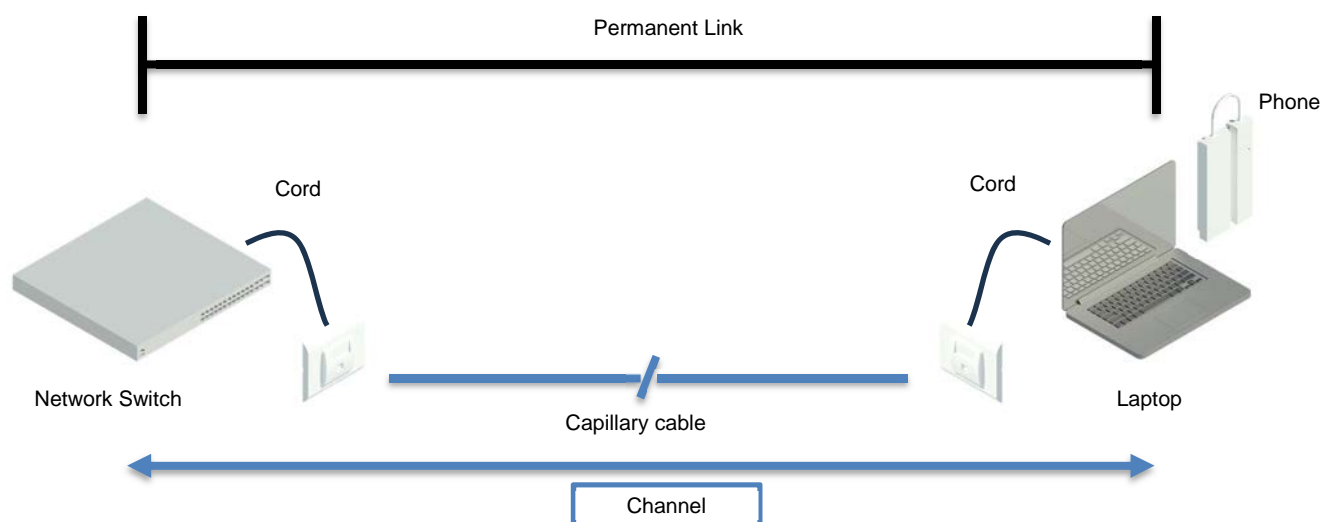 Permanent Link
Phone
Cord
Cord
Network Switch
Laptop
Capillary cable
Channel